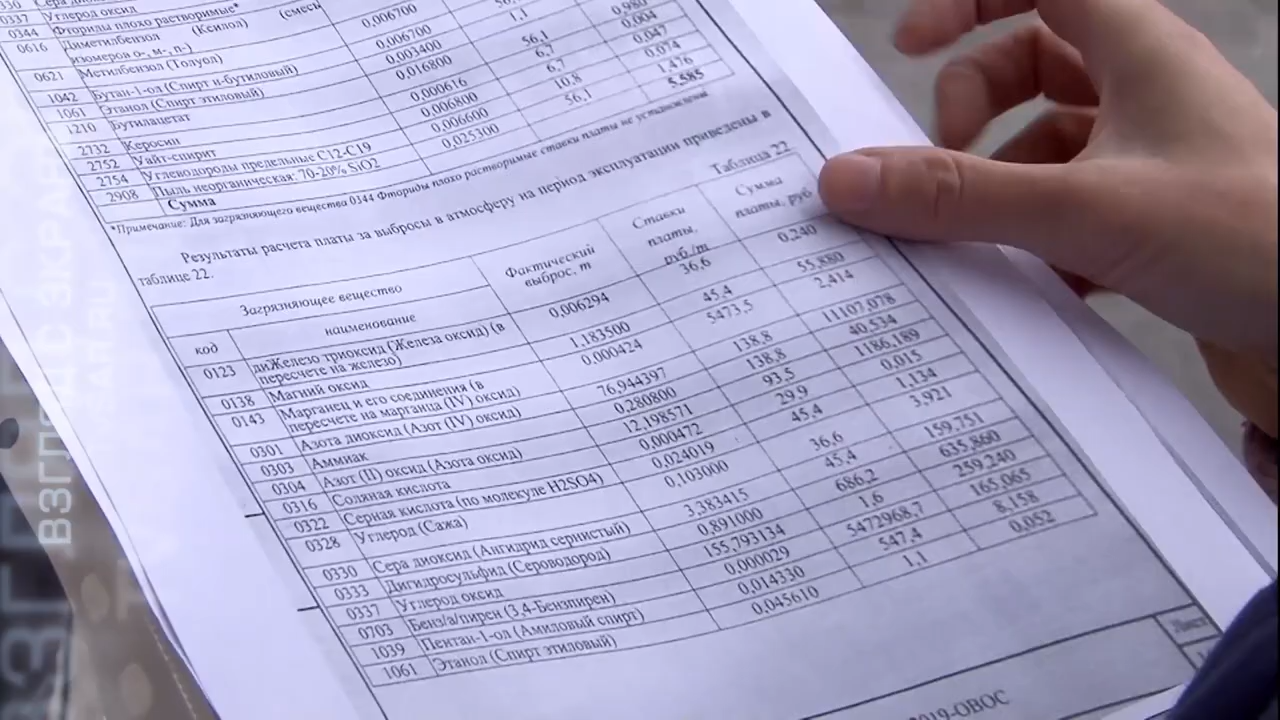 0330 Сера диоксид
0337 Углерод оксид
0344 Фториды плохо растворимые* 0,006700
0616 Диметилбензол (Ксилол) (смесь изомеров о-, м-, п-) 0,006700 1,1 0,980
0621 Метилбензол (Толуол) 0,003400 56,1 0,004
1042 Бутан-1-ол (Спирт н-бутиловый) 0,016800 6,7 0,047
1061 Этанол (Спирт этиловый) 6,7 0,074
1210 Бутилацетат 0,000616 10,8 1,476
2732 Керосин 0,006800 56,1 5,585
2752 Уайт-спирит 0,006600
2754 Углеводороды предельные С12-С19 0,025300
2908 Пыль неорганическая: 70-20% SiO2
Сумма
*Примечание: Для загрязняющего вещества 0344 Фториды плохо растворимые ставки платы не установлены
Результаты расчета платы за выбросы в атмосферу на период эксплуатации приведены в
таблице 22.
Таблица 22
Загрязняющее вещество Фактический выброс, т Ставки платы, руб./т Сумма платы, руб
код наименование
0123 диЖелезо триоксид (Железа оксид) (в пересчете на железо) 0,006294 36,6 0,240
0138 Магний оксид 1,183500 45,4 55,880
0143 Марганец и его соединения (в пересчете на марганца (IV) оксид) 0,000424 5473,5 2,414
0301 Азота диоксид (Азот (IV) оксид) 76,944397 138,8 11107,078
0303 Аммиак 0,280800 138,8 40,534
0304 Азот (II) оксид (Азота оксид) 12,198571 93,5 1186,189
0316 Соляная кислота 0,000472 29,9 0,015
0322 Серная кислота (по молекуле H2SO4) 0,024019 45,4 1,134
0328 Углерод (Сажа) 0,103000 36,6 3,921
0330 Сера диоксид (Ангидрид сернистый) 3,383415 45,4 159,751
0333 Дигидросульфид (Сероводород) 0,891000 686,2 635,860
0337 Углерод оксид 155,793134 1,6 259,240
0703 Бенз/а/пирен (3,4-Бензпирен) 0,000029 5472968,7 165,065
1039 Пентан-1-ол (Амиловый спирт) 0,014330 547,4 8,158
1061 Этанол (Спирт этиловый) 0,045610 1,1 0,052
Лист
2019-ОВОС